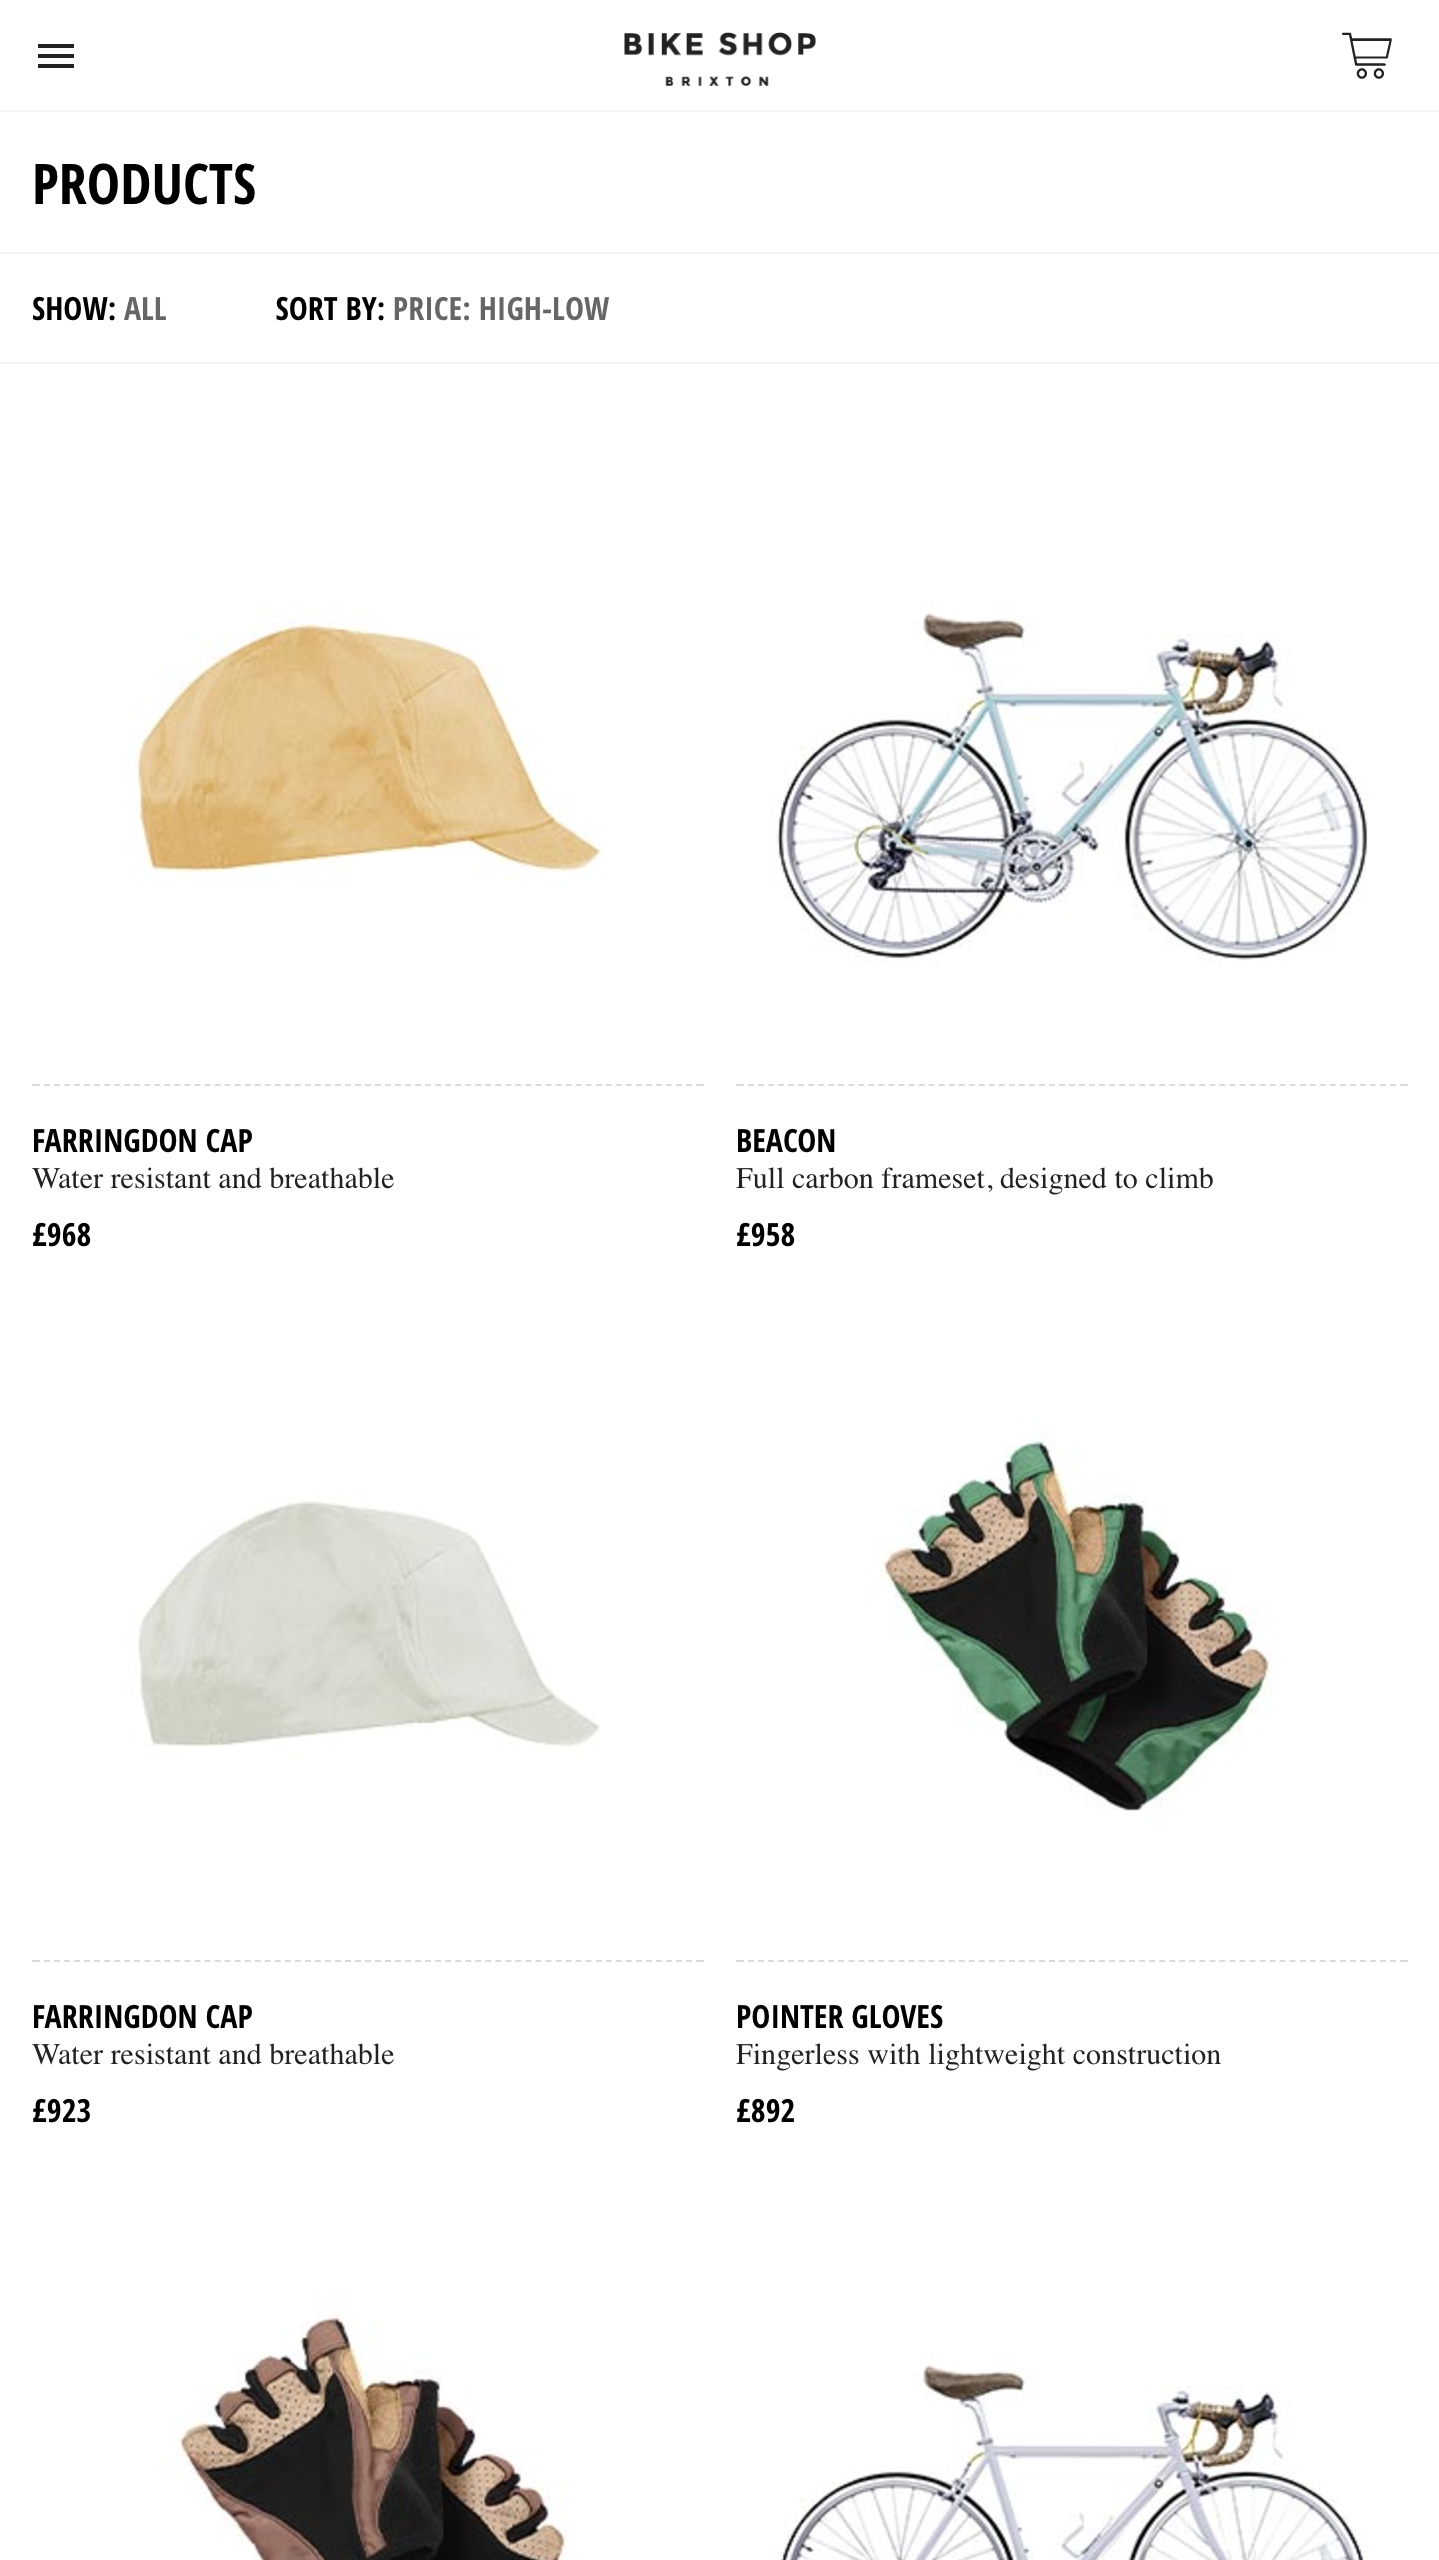 BIKE SHOP
BRIXTON
PRODUCTS
SHOW: ALL
SORT BY: PRICE: HIGH-LOW
FARRINGDON CAP
Water resistant and breathable
£968
BEACON
Full carbon frameset, designed to climb
£958
FARRINGDON CAP
Water resistant and breathable
£923
POINTER GLOVES
Fingerless with lightweight construction
£892